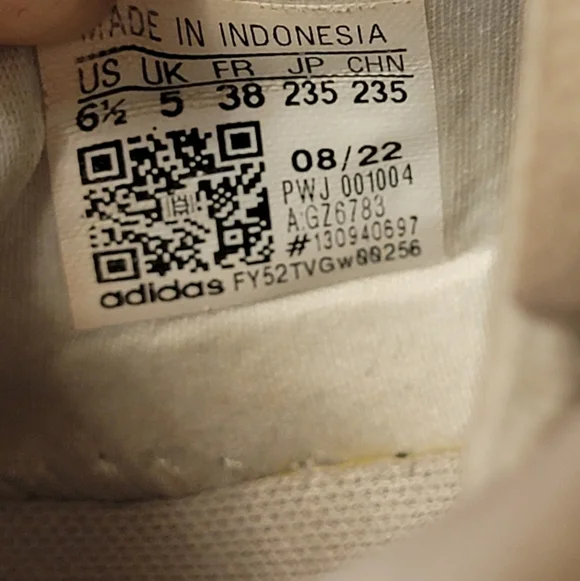 MADE IN INDONESIA
US UK FR JP CHN
6½ 5 38 235 235
08/22
PWJ 001004
A:GZ6783
#130940697
adidas FY52TVGw00256